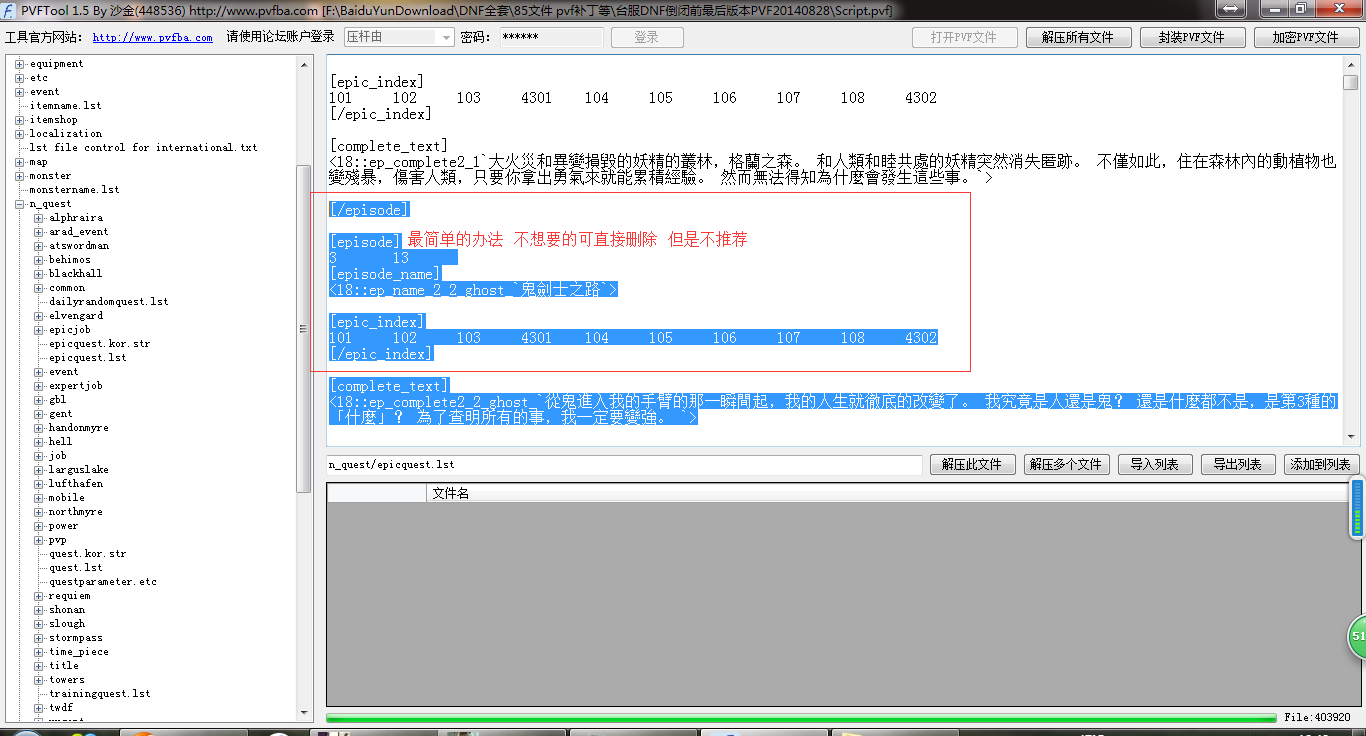 PVFTool 1.5 By 沙金(448536) http://www.pvfba.com [F:\BaiduYunDownload\DNF全套\85文件 pvf补丁等\台服DNF倒闭前最后版本PVF20140828\Script.pvf]
工具官方网站： http://www.pvfba.com 请使用论坛账户登录 压杆由 密码： ****** 登录 打开PVF文件 解压所有文件 封装PVF文件 加密PVF文件
equipment
etc
event
itemname.lst
itemshop
localization
lst file control for international.txt
map
monster
monstername.lst
n_quest
alphraira
arad_event
atswordman
behimos
blackhall
common
dailyrandomquest.lst
elvengard
epicjob
epicquest.kor.str
epicquest.lst
event
expertjob
gbl
gent
handonmyre
hell
job
larguslake
lufthafen
mobile
northmyre
power
pvp
quest.kor.str
quest.lst
questparameter.etc
requiem
shonan
slough
stormpass
time_piece
title
towers
trainingquest.lst
twdf
[epic_index]
101 102 103 4301 104 105 106 107 108 4302
[/epic_index]
[complete_text]
<18::ep_complete2_1`大火災和異變損毀的妖精的叢林，格蘭之森。 和人類和睦共處的妖精突然消失匿跡。 不僅如此，住在森林內的動植物也
變殘暴，傷害人類，只要你拿出勇氣來就能累積經驗。 然而無法得知為什麼會發生這些事。`>
[/episode]
[episode] 最简单的办法 不想要的可直接删除 但是不推荐
3 13
[episode_name]
<18::ep_name_2_2_ghost_`鬼劍士之路`>
[epic_index]
101 102 103 4301 104 105 106 107 108 4302
[/epic_index]
[complete_text]
<18::ep_complete2_2_ghost_`從鬼進入我的手臂的那一瞬間起，我的人生就徹底的改變了。 我究竟是人還是鬼？ 還是什麼都不是，是第3種的
「什麼」？ 為了查明所有的事，我一定要變強。 `>
n_quest/epicquest.lst 解压此文件 解压多个文件 导入列表 导出列表 添加到列表
文件名
51
File:403920